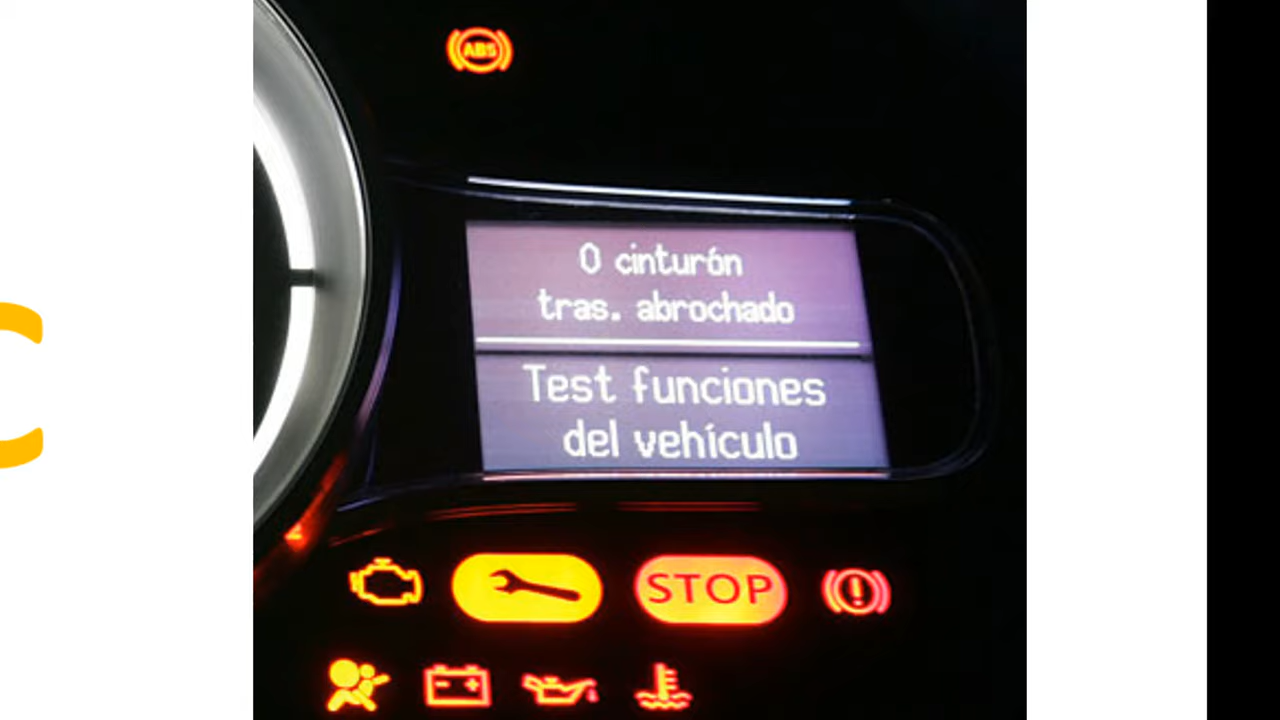 ABS
0 cinturón
tras. abrochado
Test funciones
del vehículo
STOP